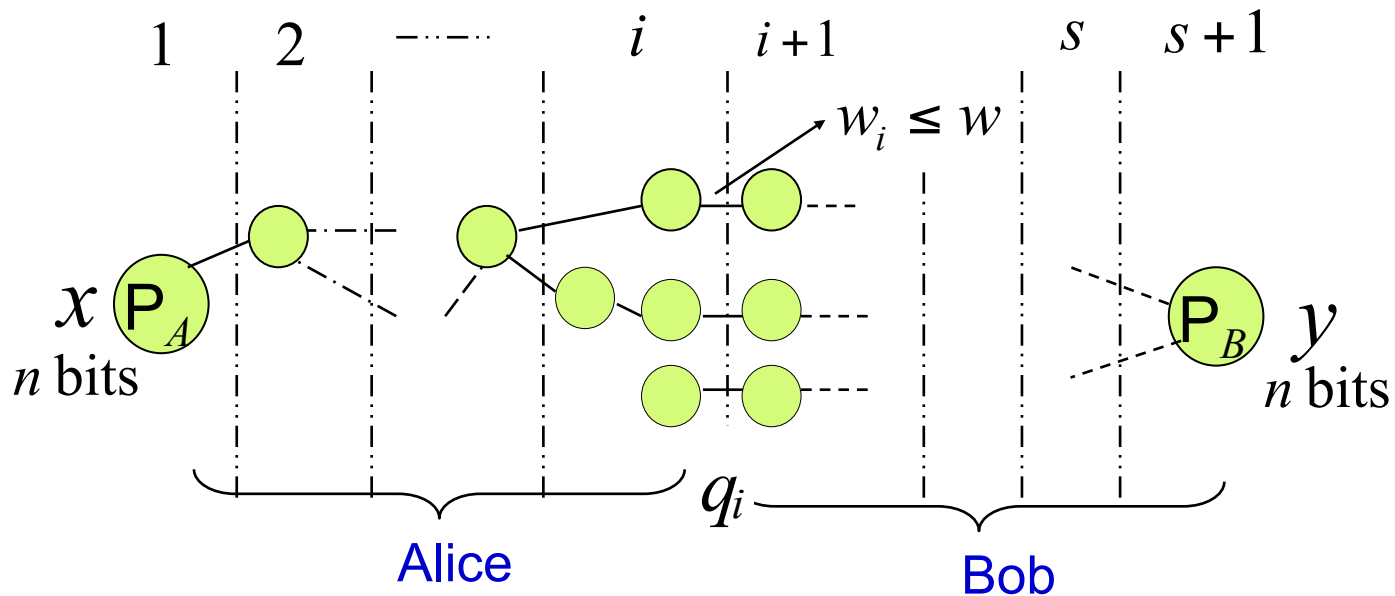 1 2 i i + 1 s s + 1
w_i ≤ w
x P_A P_B y
n bits n bits
q_i
Alice Bob